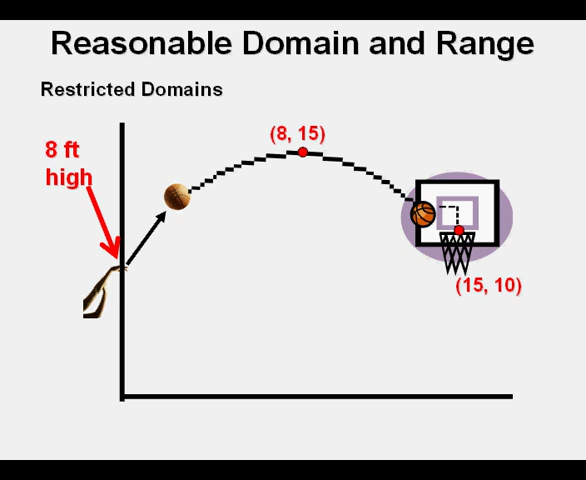 Reasonable Domain and Range
Restricted Domains
8 ft
high
(8, 15)
(15, 10)